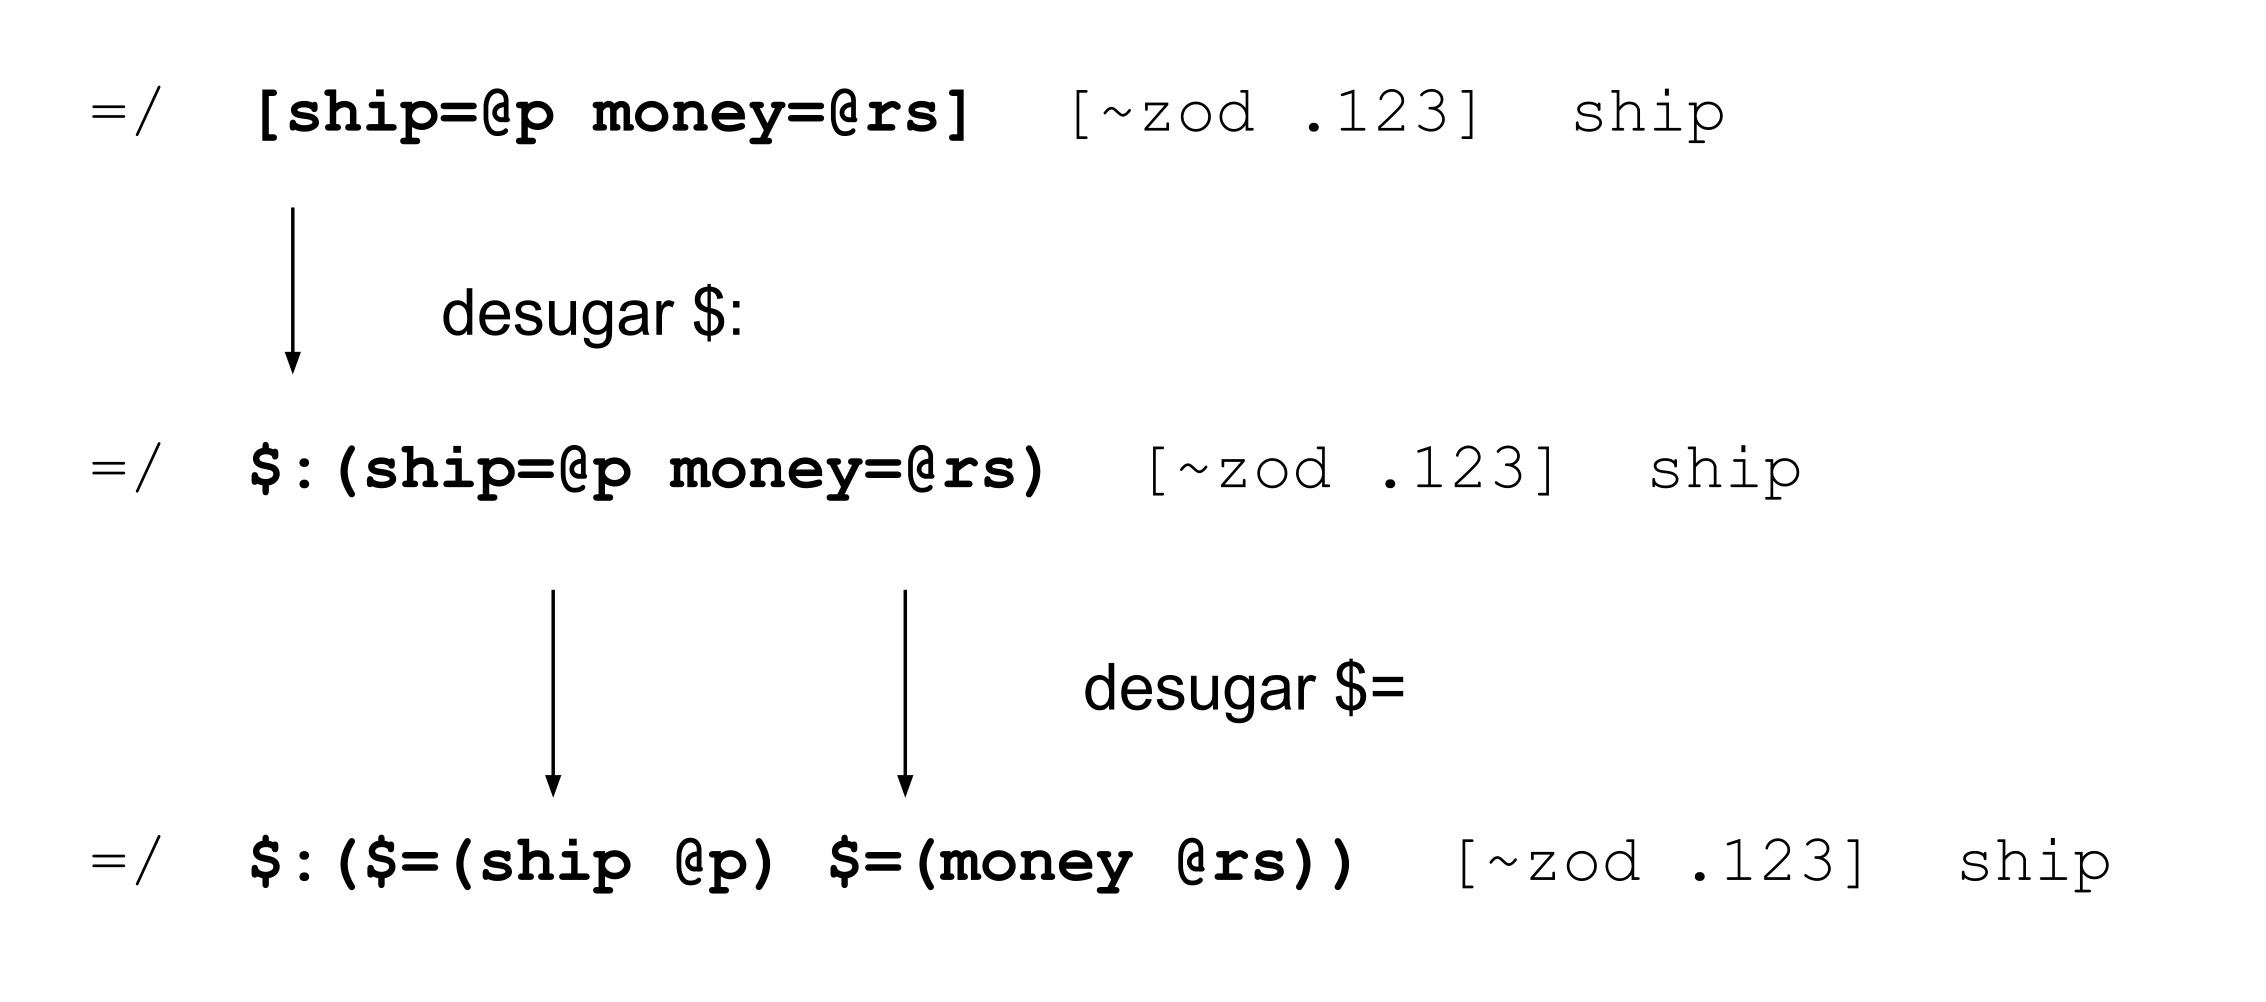 =/ [ship=@p money=@rs] [~zod .123] ship
desugar $:
=/ $:(ship=@p money=@rs) [~zod .123] ship
desugar $=
=/ $:($=(ship @p) $=(money @rs)) [~zod .123] ship